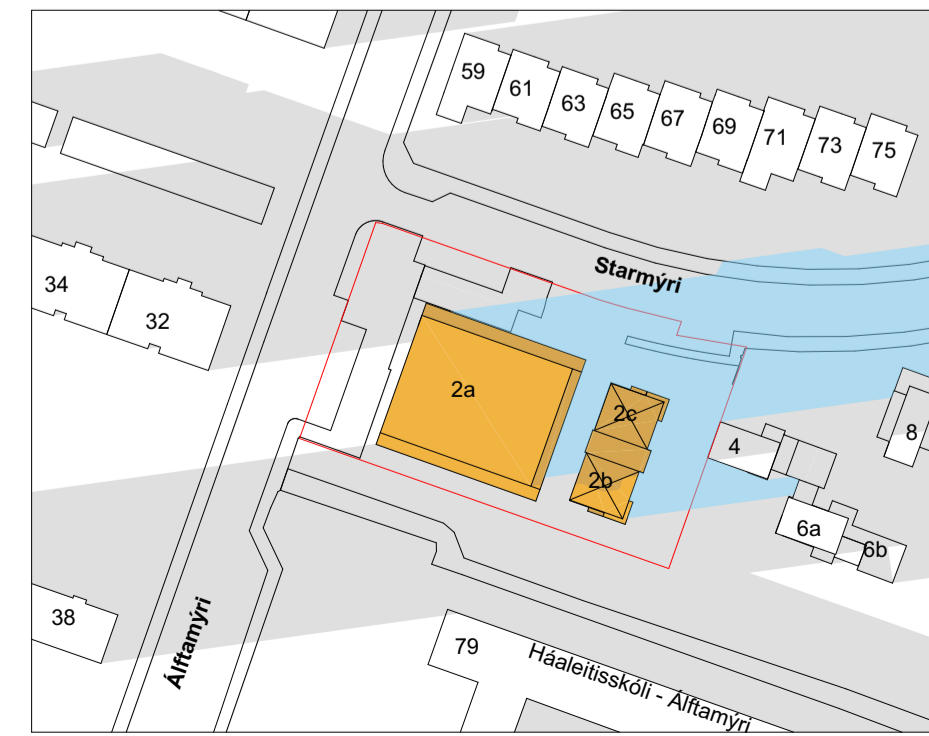 59
61
63
65
67
69
71
73
75
Starmýri
34
32
2a
2c
2b
4
8
6a
6b
38
Álftamýri
79
Háaleitisskóli - Álftamýri